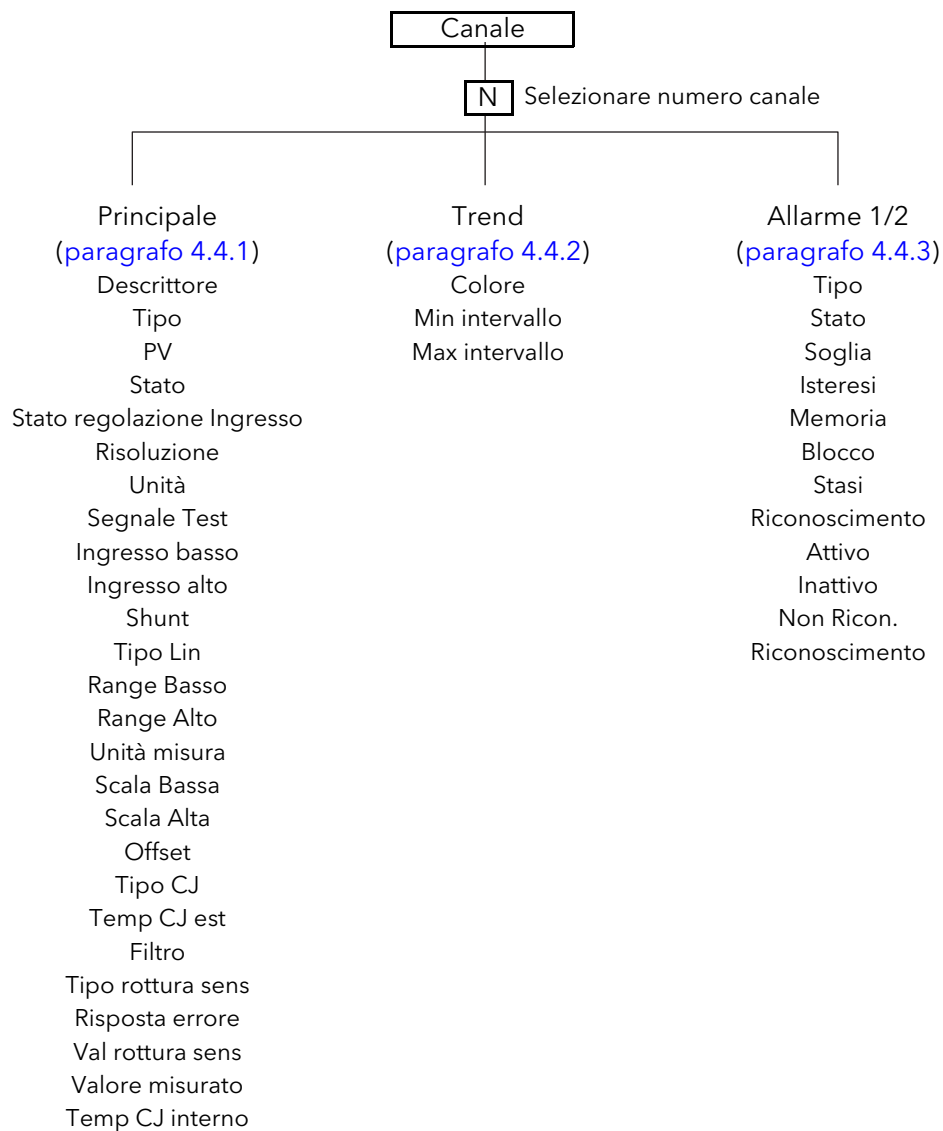 Canale
N Selezionare numero canale
Principale
(paragrafo 4.4.1)
Descrittore
Tipo
PV
Stato
Stato regolazione Ingresso
Risoluzione
Unità
Segnale Test
Ingresso basso
Ingresso alto
Shunt
Tipo Lin
Range Basso
Range Alto
Unità misura
Scala Bassa
Scala Alta
Offset
Tipo CJ
Temp CJ est
Filtro
Tipo rottura sens
Risposta errore
Val rottura sens
Valore misurato
Temp CJ interno
Trend
(paragrafo 4.4.2)
Colore
Min intervallo
Max intervallo
Allarme 1/2
(paragrafo 4.4.3)
Tipo
Stato
Soglia
Isteresi
Memoria
Blocco
Stasi
Riconoscimento
Attivo
Inattivo
Non Ricon.
Riconoscimento